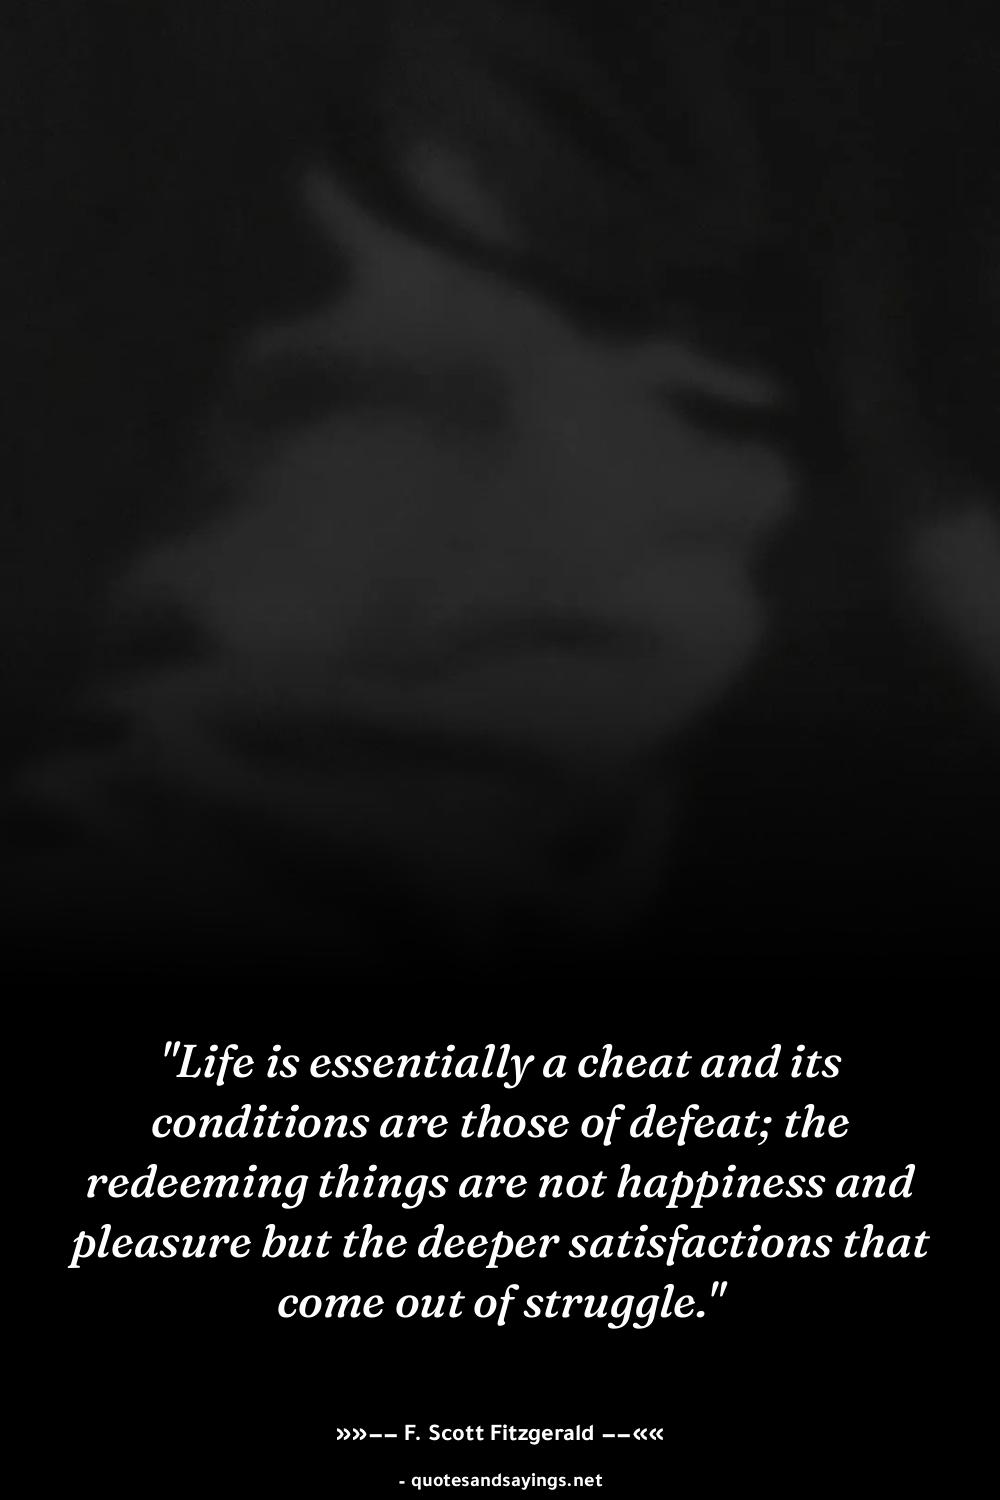 "Life is essentially a cheat and its
conditions are those of defeat; the
redeeming things are not happiness and
pleasure but the deeper satisfactions that
come out of struggle."
»»–– F. Scott Fitzgerald ––««
- quotesandsayings.net